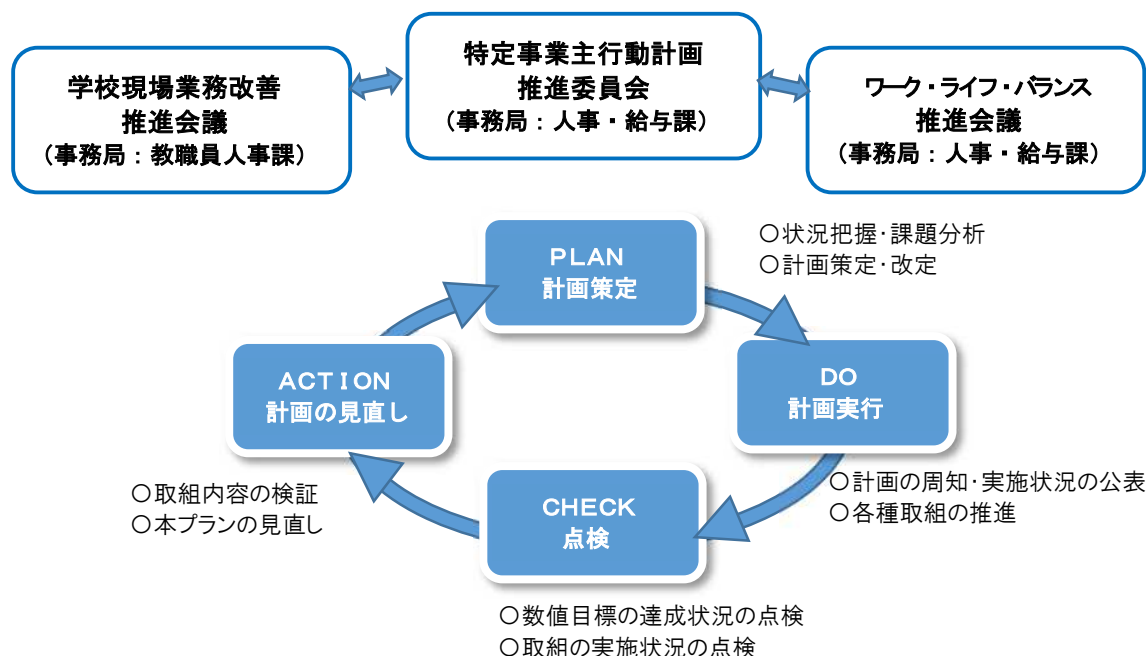 学校現場業務改善
推進会議
(事務局:教職員人事課)
特定事業主行動計画
推進委員会
(事務局:人事・給与課)
ワーク・ライフ・バランス
推進会議
(事務局:人事・給与課)
PLAN
計画策定
○状況把握・課題分析
○計画策定・改定
DO
計画実行
○計画の周知・実施状況の公表
○各種取組の推進
CHECK
点検
○数値目標の達成状況の点検
○取組の実施状況の点検
ACTION
計画の見直し
○取組内容の検証
○本プランの見直し